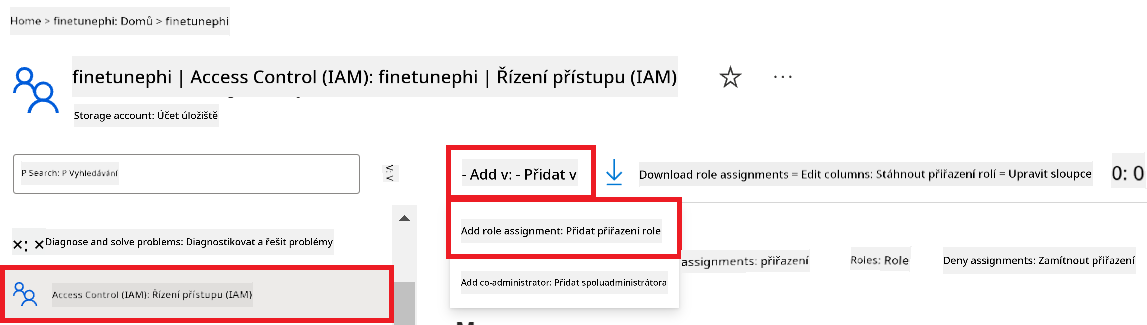 Home > finetunephi: Domů > finetunephi
finetunephi | Access Control (IAM): finetunephi | Řízení přístupu (IAM)
Storage account: Účet úložiště
P Search: P Vyhledávání
- Add v: - Přidat v
Download role assignments = Edit columns: Stáhnout přiřazení rolí = Upravit sloupce
0: 0
×: ×Diagnose and solve problems: Diagnostikovat a řešit problémy
Add role assignment: Přidat přiřazení role
assignments: přiřazení
Roles: Role
Deny assignments: Zamítnout přiřazení
Access Control (IAM): Řízení přístupu (IAM)
Add co-administrator: Přidat spoluadministrátora